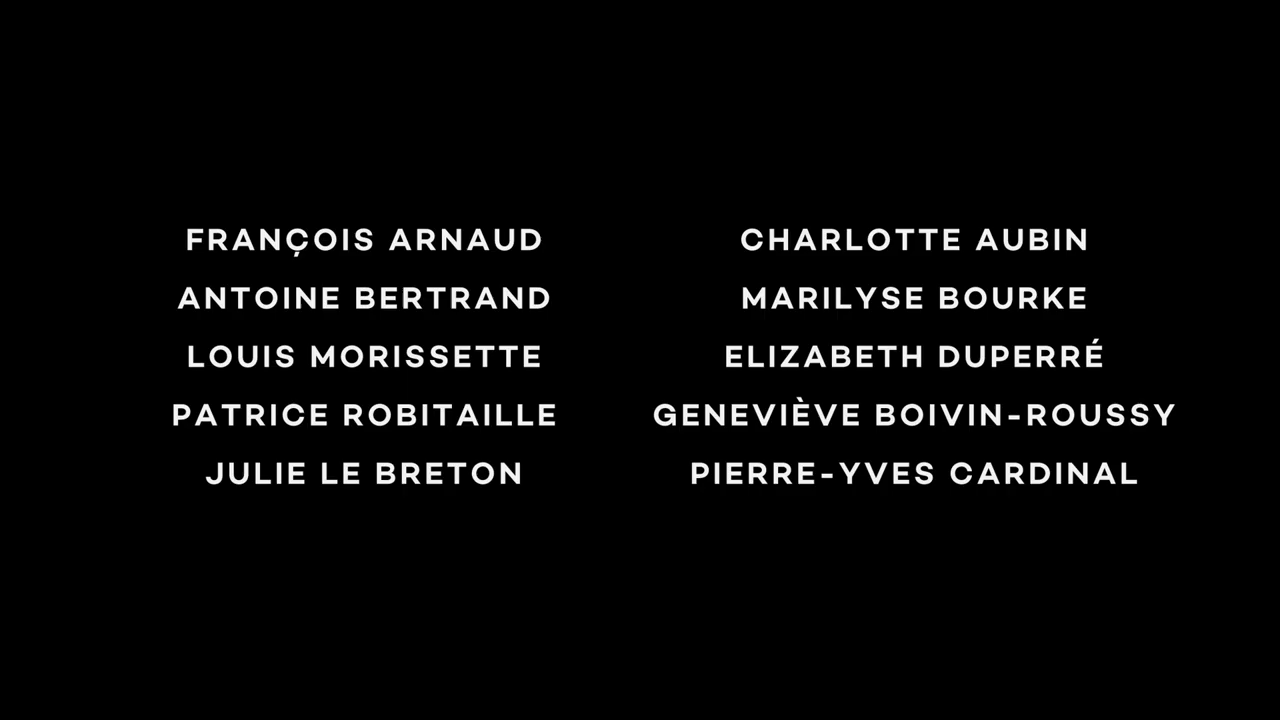 FRANÇOIS ARNAUD
ANTOINE BERTRAND
LOUIS MORISSETTE
PATRICE ROBITAILLE
JULIE LE BRETON
CHARLOTTE AUBIN
MARILYSE BOURKE
ELIZABETH DUPERRÉ
GENEVIÈVE BOIVIN-ROUSSY
PIERRE-YVES CARDINAL